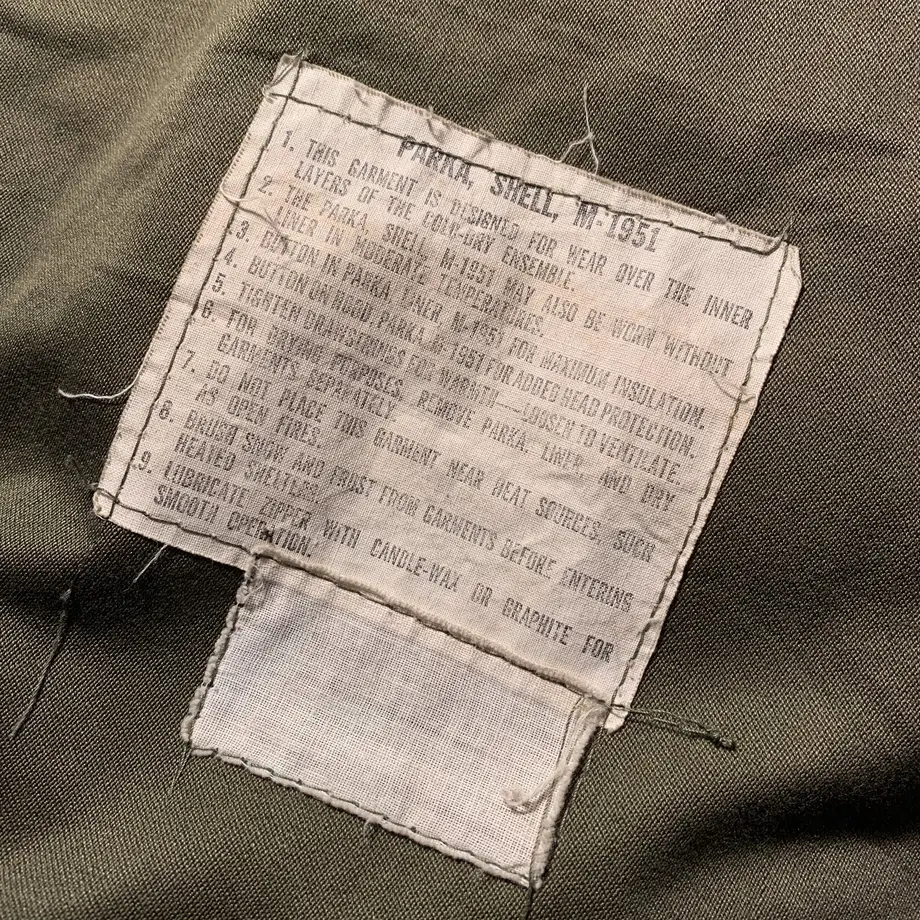 PARKA, SHELL, M-1951
1. THIS GARMENT IS DESIGNED FOR WEAR OVER THE INNER
LAYERS OF THE COLD-DRY ENSEMBLE.
2. THE PARKA, SHELL, M-1951 MAY ALSO BE WORN WITHOUT
LINER IN MODERATE TEMPERATURES.
3. BUTTON IN PARKA LINER, M-1951 FOR MAXIMUM INSULATION.
4. BUTTON ON HOOD, PARKA, M-1951 FOR ADDED HEAD PROTECTION.
5. TIGHTEN DRAWSTRINGS FOR WARMTH—LOOSEN TO VENTILATE.
6. FOR DRYING PURPOSES, REMOVE PARKA, LINER AND DRY
GARMENTS SEPARATELY.
7. DO NOT PLACE THIS GARMENT NEAR HEAT SOURCES, SUCH
AS OPEN FIRES.
8. BRUSH SNOW AND FROST FROM GARMENTS BEFORE ENTERING
HEATED SHELTERS.
9. LUBRICATE ZIPPER WITH CANDLE-WAX OR GRAPHITE FOR
SMOOTH OPERATION.